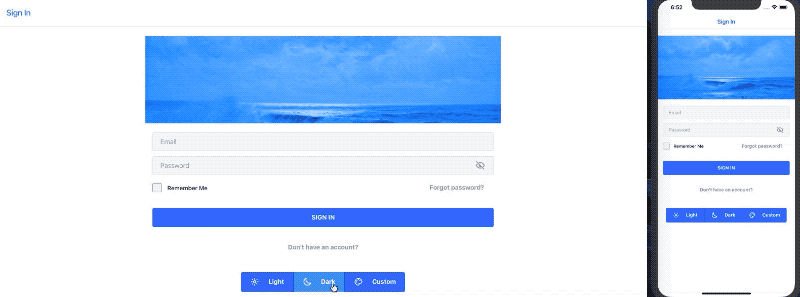 Sign In
Email
Password
Remember Me Forgot password?
SIGN IN
Don't have an account?
Light Dark Custom
6:52
Sign In
Email
Password
Remember Me Forgot password?
SIGN IN
Don't have an account?
Light Dark Custom